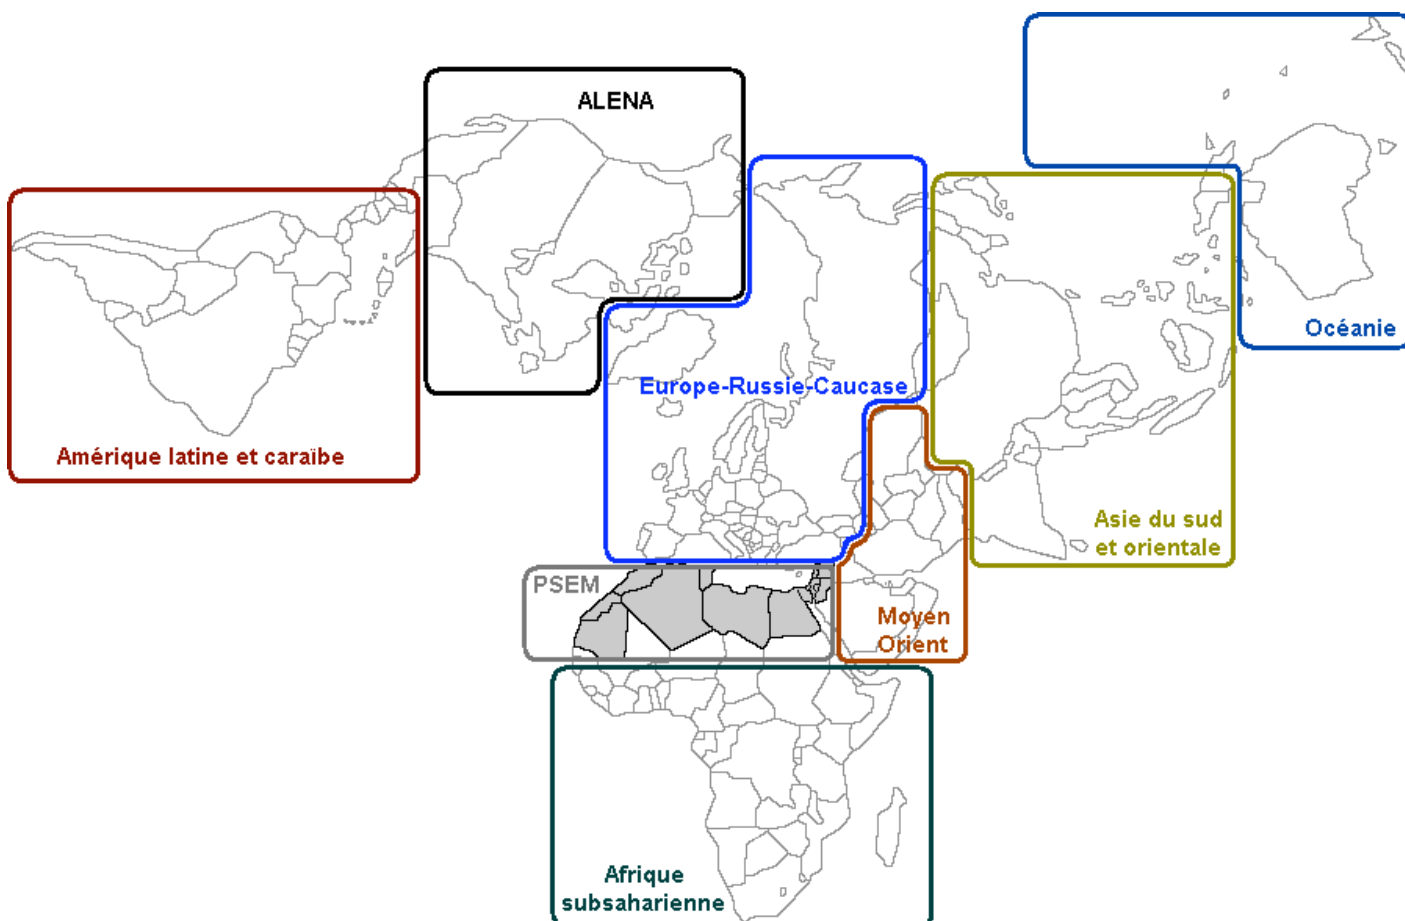 ALENA
Océanie
Europe-Russie-Caucase
Amérique latine et caraïbe
Asie du sud
et orientale
PSEM
Moyen
Orient
Afrique
subsaharienne